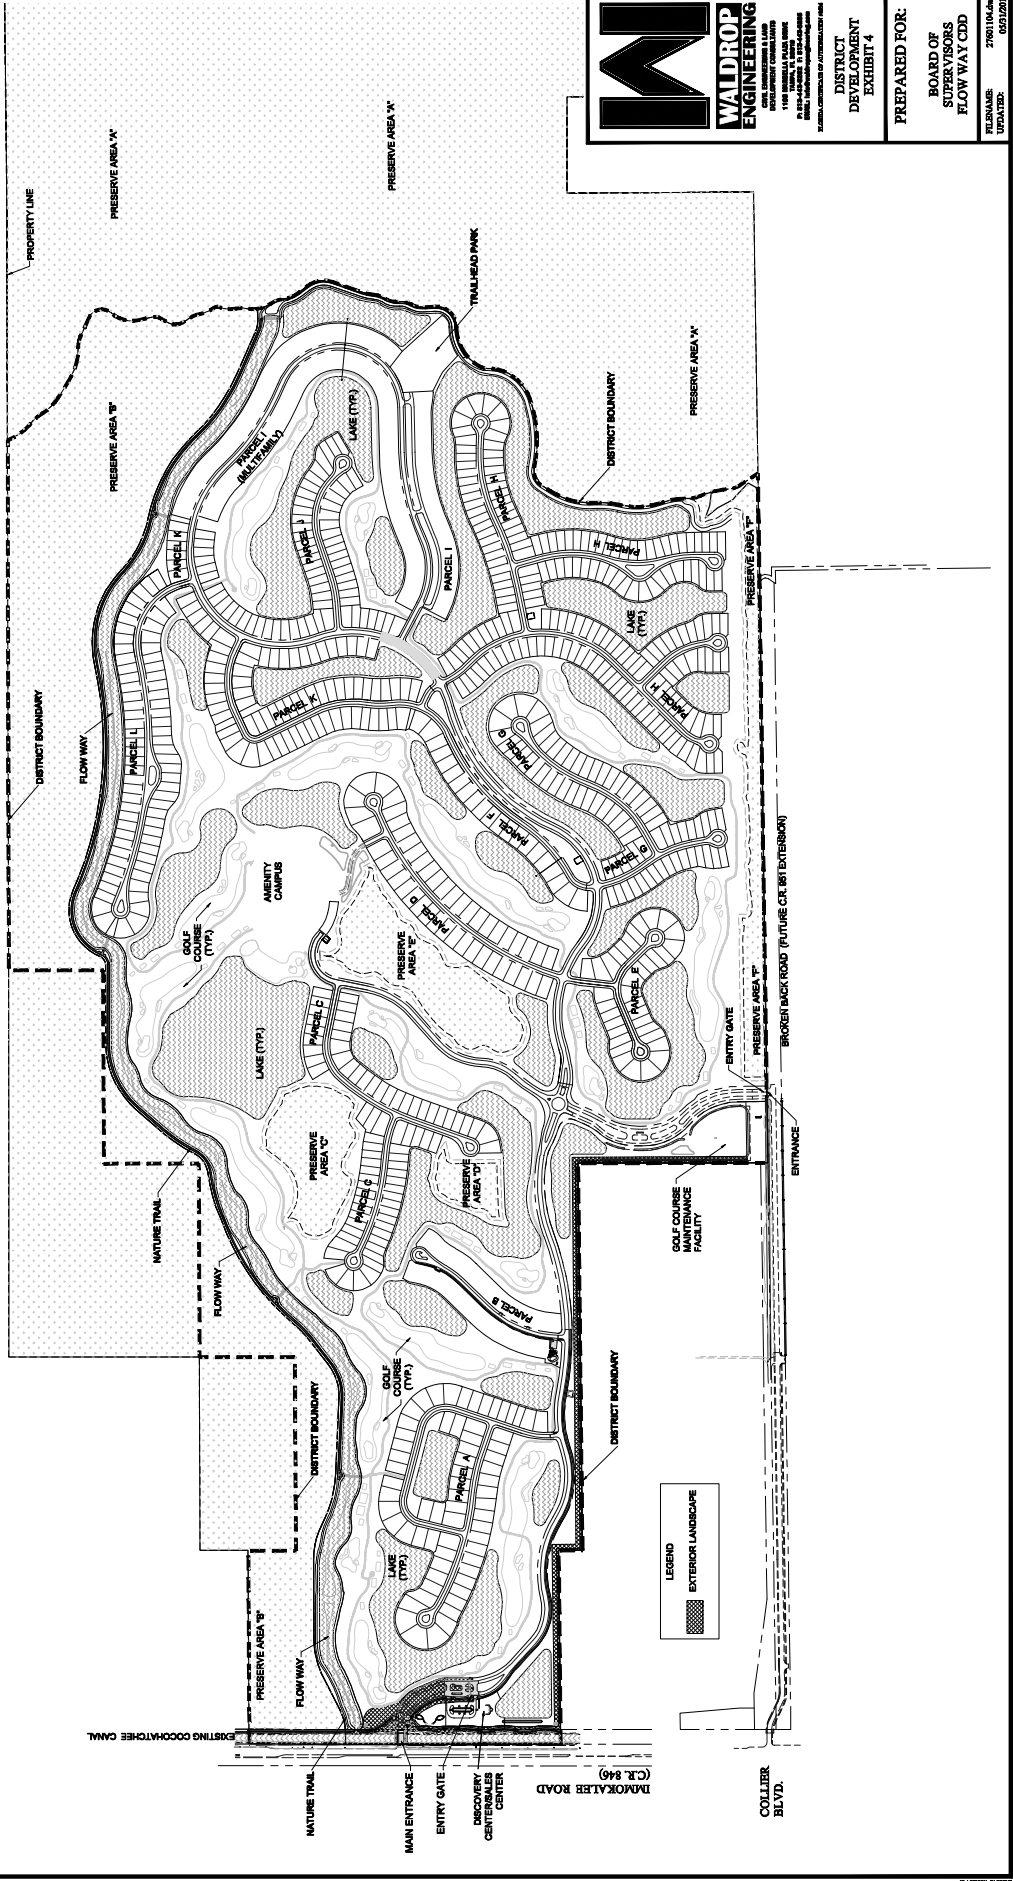 PROPERTY LINE
PRESERVE AREA "A"
PRESERVE AREA "A"
TRAILHEAD PARK
PRESERVE AREA "A"
DISTRICT BOUNDARY
PRESERVE AREA "B"
PARCEL I
(MULTIFAMILY)
LAKE (TYP.)
PARCEL K
PARCEL J
PARCEL I
PARCEL H
PARCEL H
PRESERVE AREA "F"
LAKE
(TYP.)
PARCEL H
DISTRICT BOUNDARY
FLOW WAY
PARCEL L
PARCEL K
PARCEL G
PARCEL F
PARCEL G
AMENITY
CAMPUS
GOLF
COURSE
(TYP.)
PARCEL D
PRESERVE
AREA "E"
PARCEL E
PARCEL C
LAKE (TYP.)
BROKEN BACK ROAD (FUTURE C.R. 951 EXTENSION)
PRESERVE AREA "F"
ENTRY GATE
ENTRANCE
PRESERVE
AREA "C"
PARCEL C
PRESERVE
AREA "D"
GOLF COURSE
MAINTENANCE
FACILITY
NATURE TRAIL
FLOW WAY
PARCEL B
GOLF
COURSE
(TYP.)
DISTRICT BOUNDARY
DISTRICT BOUNDARY
PARCEL A
LAKE
(TYP.)
LEGEND
EXTERIOR LANDSCAPE
PRESERVE AREA "B"
FLOW WAY
EXISTING COCOHATCHEE CANAL
NATURE TRAIL
MAIN ENTRANCE
ENTRY GATE
DISCOVERY
CENTER/SALES
CENTER
IMMOKALEE ROAD
(C.R. 846)
COLLIER
BLVD.
WALDROP
ENGINEERING
CIVIL ENGINEERING & LAND
DEVELOPMENT CONSULTANTS
DISTRICT
DEVELOPMENT
EXHIBIT 4
PREPARED FOR:
BOARD OF
SUPERVISORS
FLOW WAY CDD
FILENAME:
UPDATED: